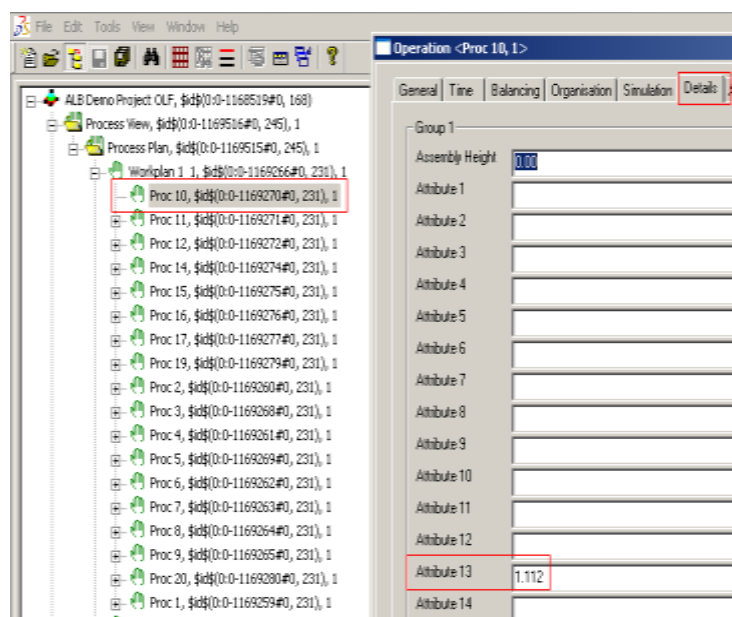 File Edit Tools View Window Help
ALB Demo Project OLF, $id$(0:0-1168519#0, 168)
Process View, $id$(0:0-1169516#0, 245), 1
Process Plan, $id$(0:0-1169515#0, 245), 1
Workplan 1_1, $id$(0:0-1169266#0, 231), 1
Proc 10, $id$(0:0-1169270#0, 231), 1
Proc 11, $id$(0:0-1169271#0, 231), 1
Proc 12, $id$(0:0-1169272#0, 231), 1
Proc 14, $id$(0:0-1169274#0, 231), 1
Proc 15, $id$(0:0-1169275#0, 231), 1
Proc 16, $id$(0:0-1169276#0, 231), 1
Proc 17, $id$(0:0-1169277#0, 231), 1
Proc 19, $id$(0:0-1169279#0, 231), 1
Proc 2, $id$(0:0-1169260#0, 231), 1
Proc 3, $id$(0:0-1169268#0, 231), 1
Proc 4, $id$(0:0-1169261#0, 231), 1
Proc 5, $id$(0:0-1169269#0, 231), 1
Proc 6, $id$(0:0-1169262#0, 231), 1
Proc 7, $id$(0:0-1169263#0, 231), 1
Proc 8, $id$(0:0-1169264#0, 231), 1
Proc 9, $id$(0:0-1169265#0, 231), 1
Proc 20, $id$(0:0-1169280#0, 231), 1
Proc 1, $id$(0:0-1169259#0, 231), 1
Operation <Proc 10, 1>
General Time Balancing Organisation Simulation Details
Group 1
Assembly Height 0.00
Attribute 1
Attribute 2
Attribute 3
Attribute 4
Attribute 5
Attribute 6
Attribute 7
Attribute 8
Attribute 9
Attribute 10
Attribute 11
Attribute 12
Attribute 13 1.112
Attribute 14